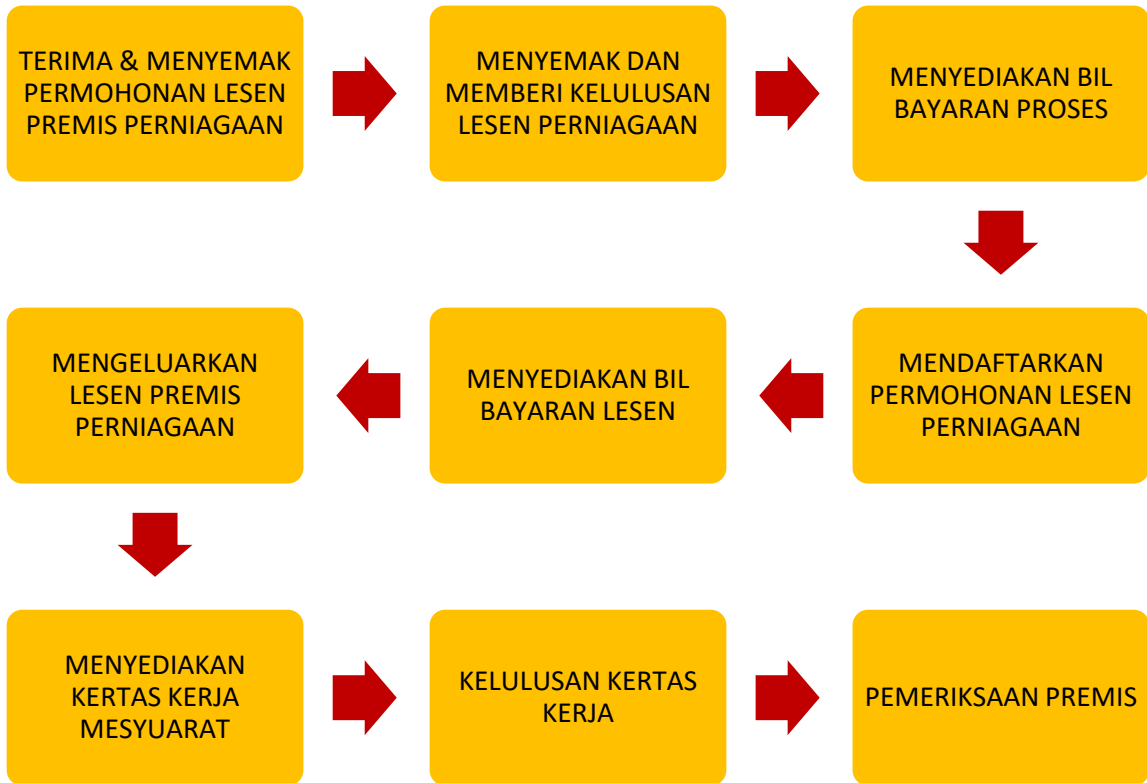 TERIMA & MENYEMAK
PERMOHONAN LESEN
PREMIS PERNIAGAAN
MENYEMAK DAN
MEMBERI KELULUSAN
LESEN PERNIAGAAN
MENYEDIAKAN BIL
BAYARAN PROSES
MENDAFTARKAN
PERMOHONAN LESEN
PERNIAGAAN
MENYEDIAKAN BIL
BAYARAN LESEN
MENGELUARKAN
LESEN PREMIS
PERNIAGAAN
MENYEDIAKAN
KERTAS KERJA
MESYUARAT
KELULUSAN KERTAS
KERJA
PEMERIKSAAN PREMIS